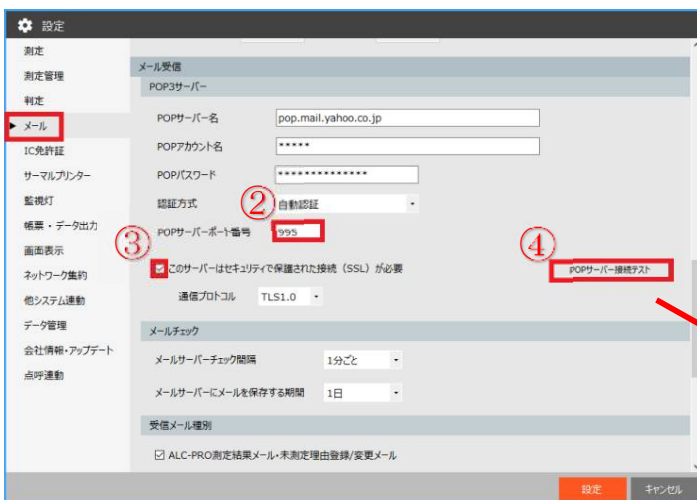 設定
測定
測定管理
判定
メール
IC免許証
サーマルプリンター
監視灯
帳票・データ出力
画面表示
ネットワーク集約
他システム連動
データ管理
会社情報・アップデート
点呼連動
メール受信
POP3サーバー
POPサーバー名 pop.mail.yahoo.co.jp
POPアカウント名 *****
POPパスワード **************
認証方式 ② 自動認証
③ POPサーバーポート番号 995
このサーバーはセキュリティで保護された接続（SSL）が必要 ④ POPサーバー接続テスト
通信プロトコル TLS1.0
メールチェック
メールサーバーチェック間隔 1分ごと
メールサーバーにメールを保存する期間 1日
受信メール種別
ALC-PRO測定結果メール・未測定理由登録/変更メール
設定 キャンセル